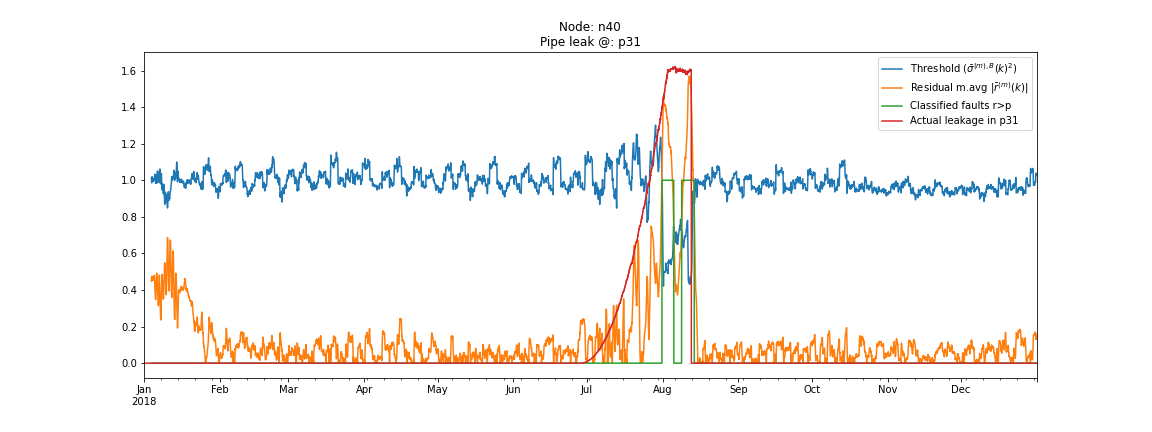 Node: n40
Pipe leak @: p31
1.6
1.4
1.2
1.0
0.8
0.6
0.4
0.2
0.0
Threshold (σ̄⁽ᵐ⁾,ᴮ(k)²)
Residual m.avg |r̄⁽ᵐ⁾(k)|
Classified faults r>p
Actual leakage in p31
Jan Feb Mar Apr May Jun Jul Aug Sep Oct Nov Dec
2018